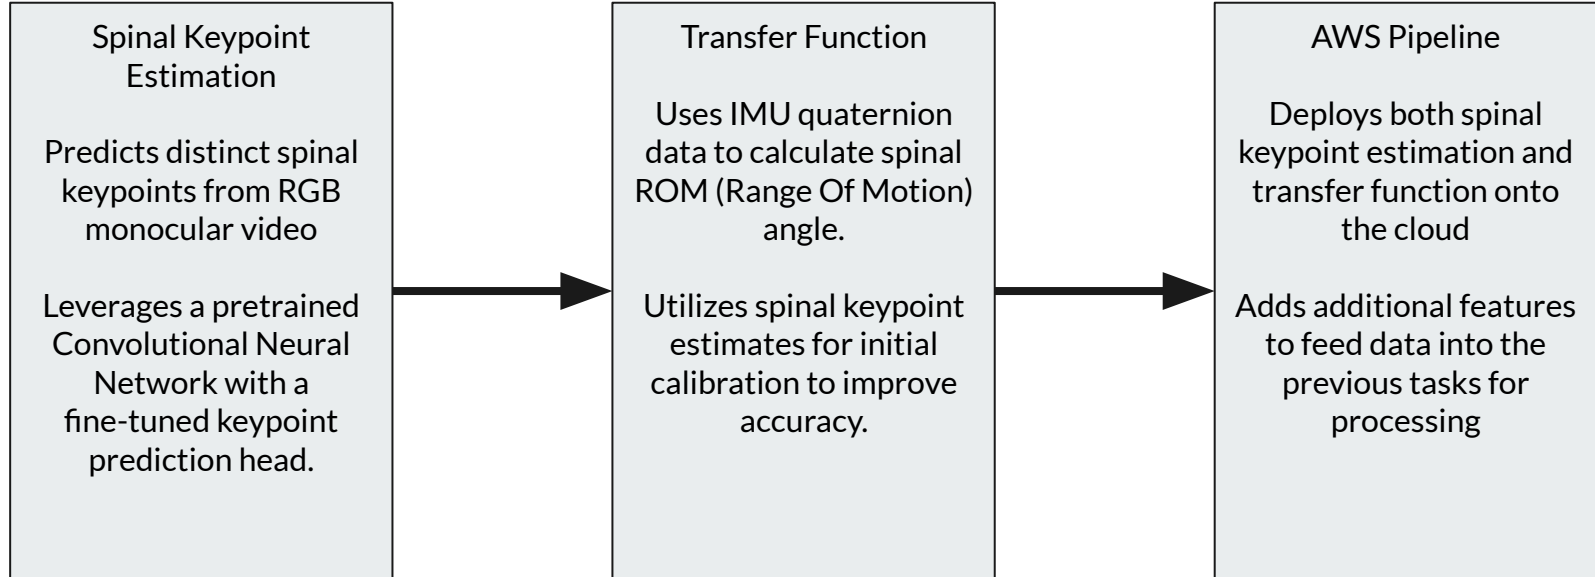 Spinal Keypoint
Estimation
Predicts distinct spinal
keypoints from RGB
monocular video
Leverages a pretrained
Convolutional Neural
Network with a
fine-tuned keypoint
prediction head.
Transfer Function
Uses IMU quaternion
data to calculate spinal
ROM (Range Of Motion)
angle.
Utilizes spinal keypoint
estimates for initial
calibration to improve
accuracy.
AWS Pipeline
Deploys both spinal
keypoint estimation and
transfer function onto
the cloud
Adds additional features
to feed data into the
previous tasks for
processing